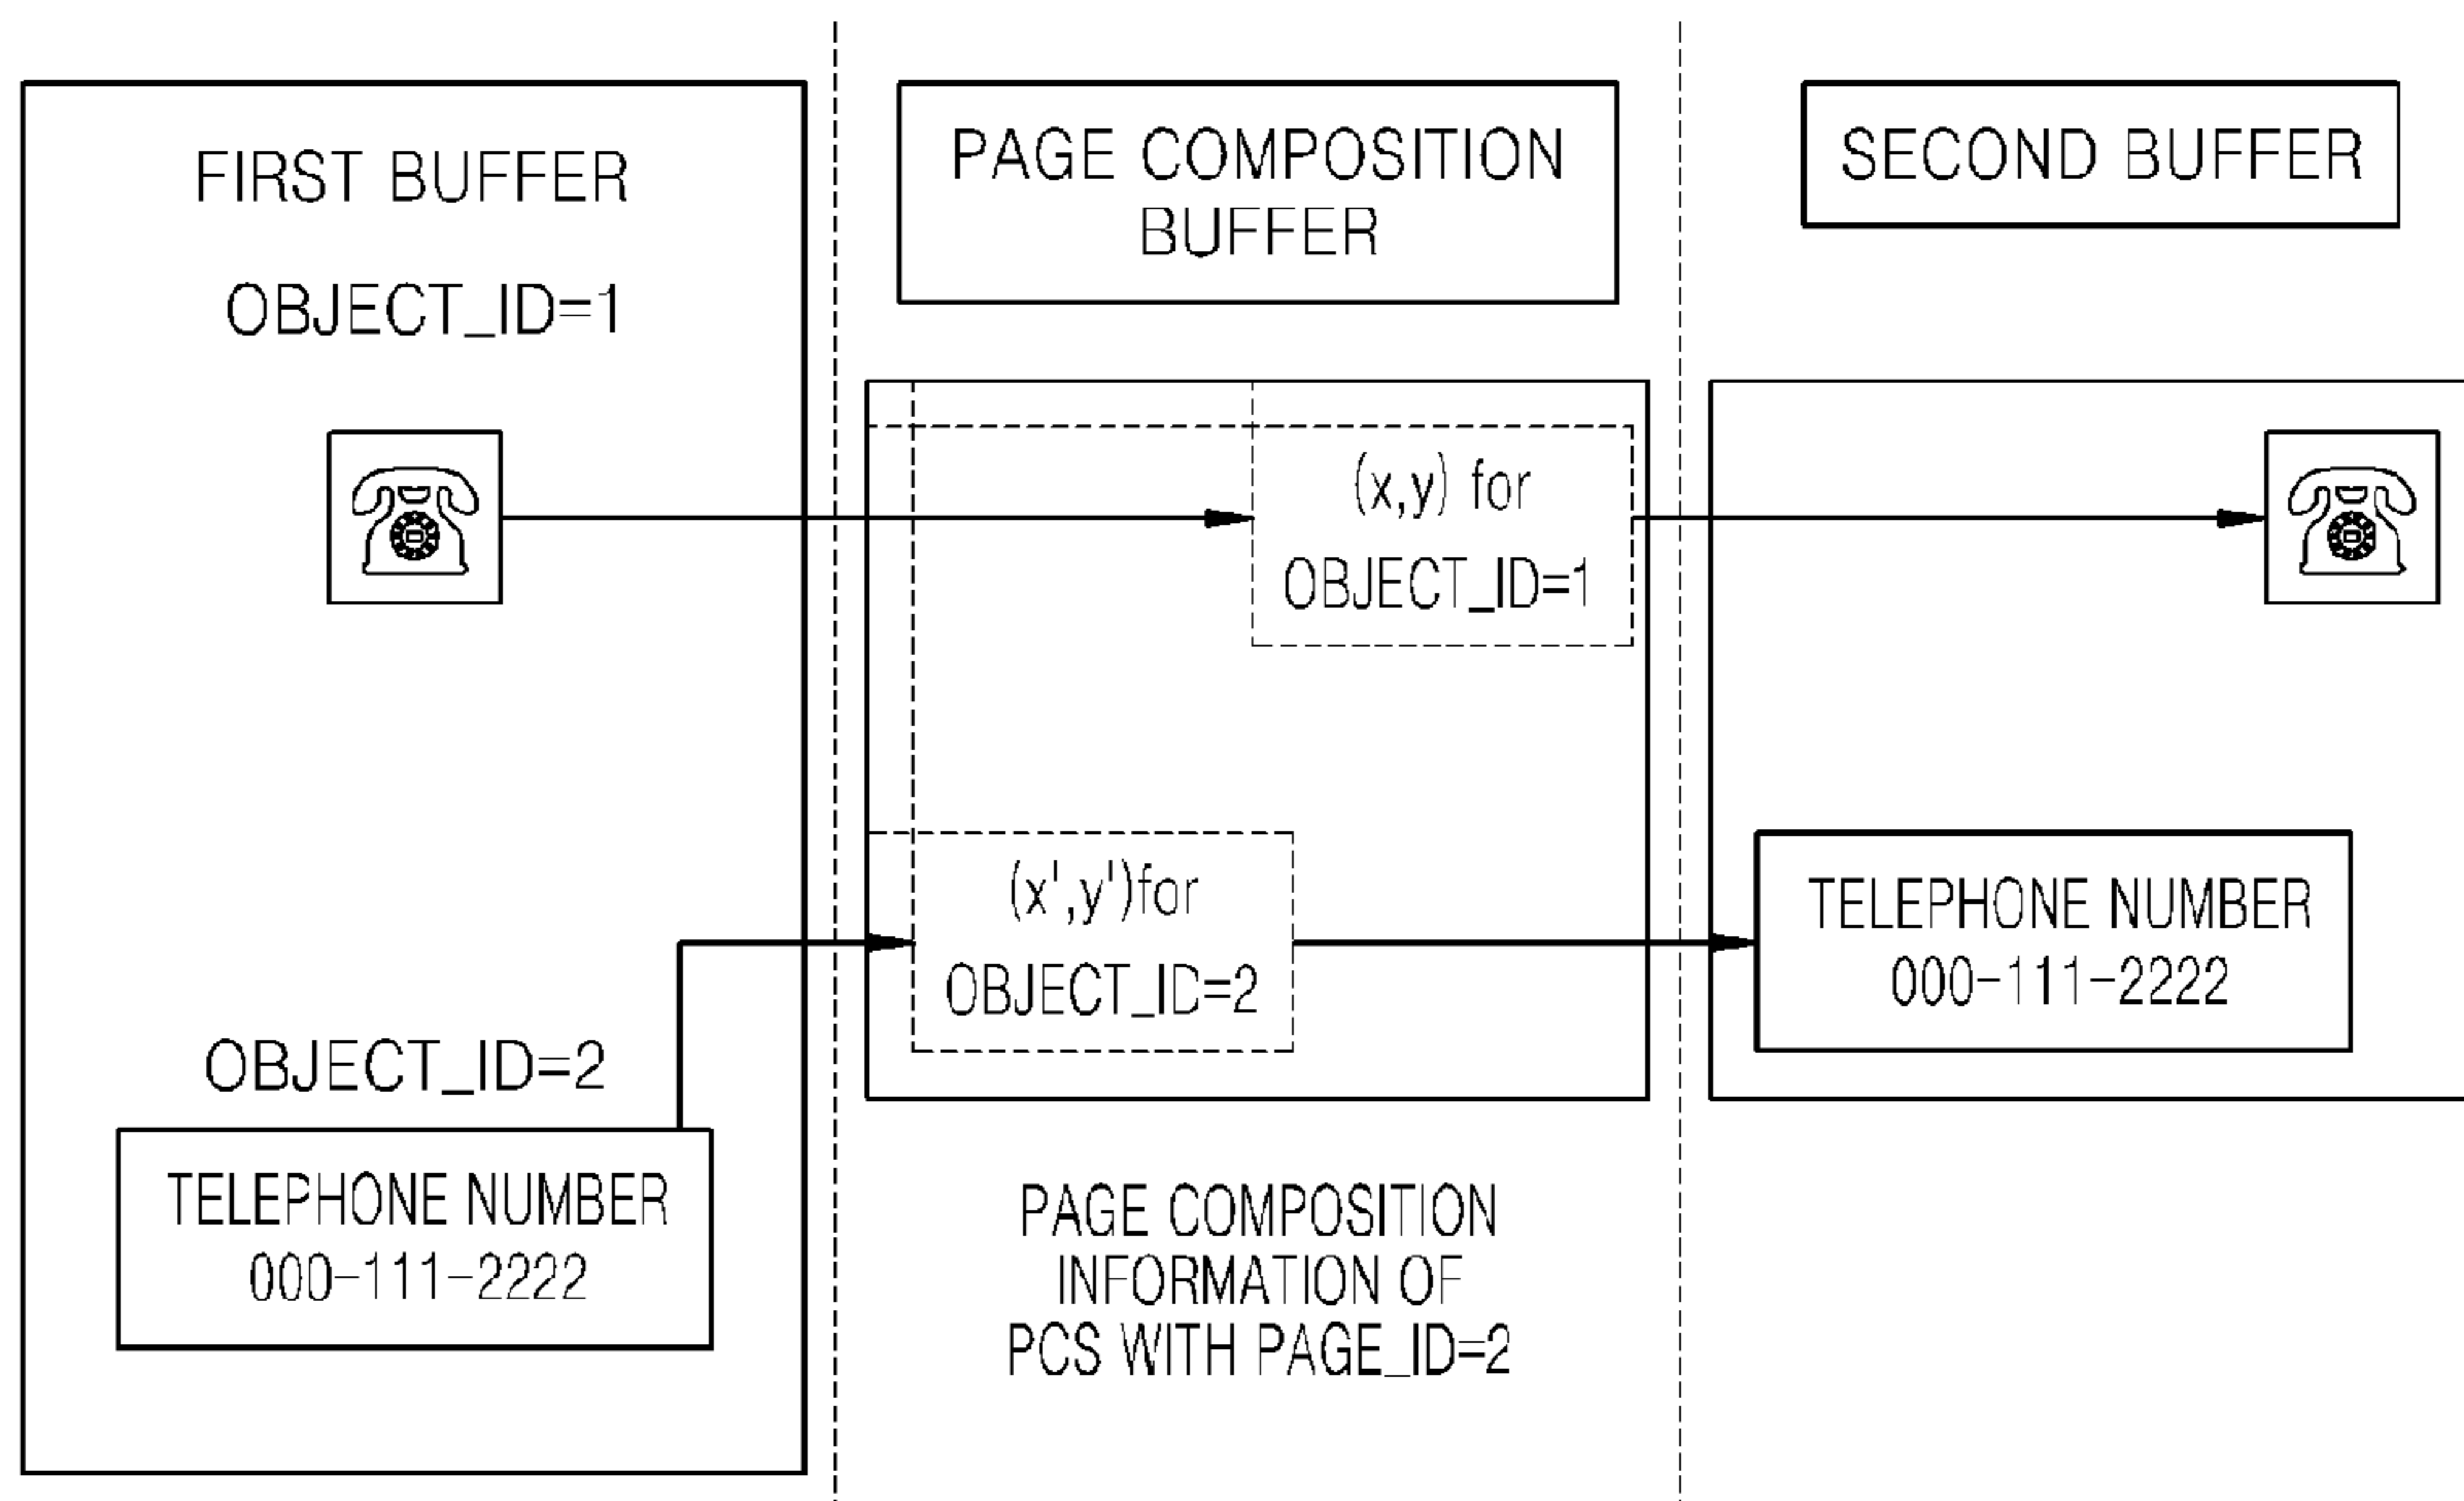 FIRST BUFFER
OBJECT_ID=1
OBJECT_ID=2
TELEPHONE NUMBER
000-111-2222
PAGE COMPOSITION
BUFFER
(x,y) for
OBJECT_ID=1
(x',y')for
OBJECT_ID=2
PAGE COMPOSITION
INFORMATION OF
PCS WITH PAGE_ID=2
SECOND BUFFER
TELEPHONE NUMBER
000-111-2222